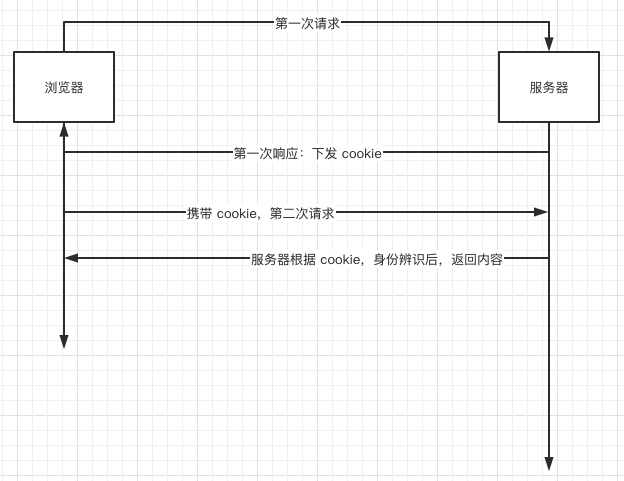 第一次请求
浏览器
服务器
第一次响应：下发 cookie
携带 cookie，第二次请求
服务器根据 cookie，身份辨识后，返回内容